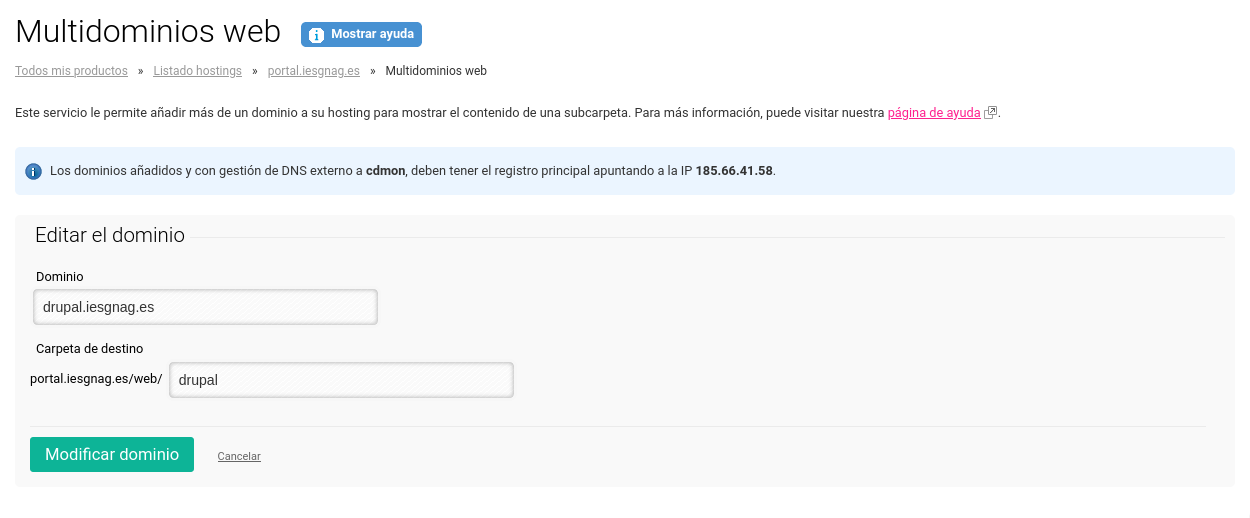 Multidominios web
Mostrar ayuda
Todos mis productos » Listado hostings » portal.iesgnag.es » Multidominios web
Este servicio le permite añadir más de un dominio a su hosting para mostrar el contenido de una subcarpeta. Para más información, puede visitar nuestra página de ayuda.
Los dominios añadidos y con gestión de DNS externo a cdmon, deben tener el registro principal apuntando a la IP 185.66.41.58.
Editar el dominio
Dominio
drupal.iesgnag.es
Carpeta de destino
portal.iesgnag.es/web/ drupal
Modificar dominio Cancelar